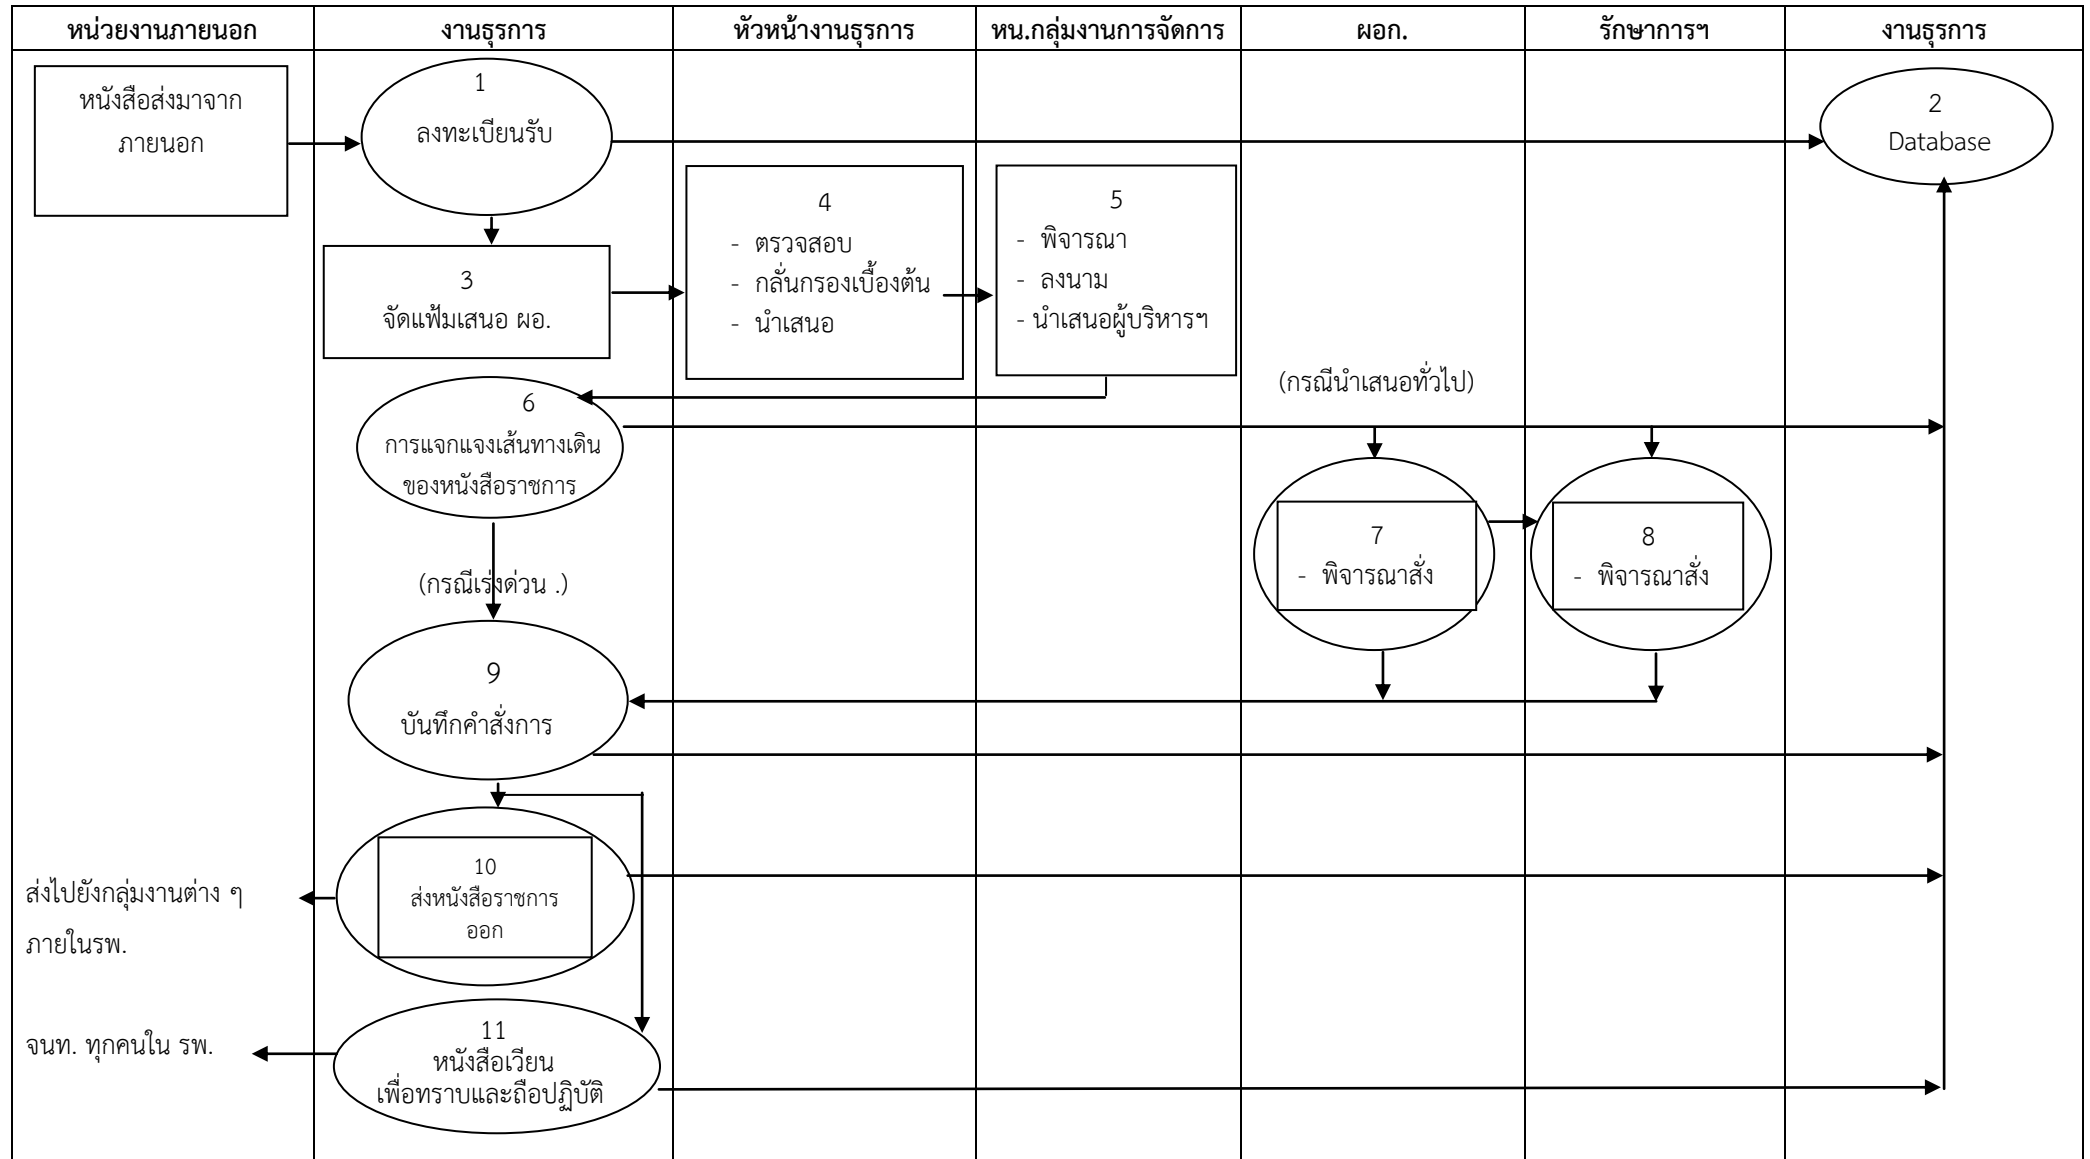 หน่วยงานภายนอก
งานธุรการ
หัวหน้างานธุรการ
หน.กลุ่มงานการจัดการ
ผอก.
รักษาการฯ
งานธุรการ
หนังสือส่งมาจาก
ภายนอก
1
ลงทะเบียนรับ
2
Database
3
จัดแฟ้มเสนอ ผอ.
4
- ตรวจสอบ
- กลั่นกรองเบื้องต้น
- นำเสนอ
5
- พิจารณา
- ลงนาม
- นำเสนอผู้บริหารฯ
(กรณีนำเสนอทั่วไป)
6
การแจกแจงเส้นทางเดิน
ของหนังสือราชการ
7
- พิจารณาสั่ง
8
- พิจารณาสั่ง
(กรณีเร่งด่วน .)
9
บันทึกคำสั่งการ
10
ส่งหนังสือราชการ
ออก
ส่งไปยังกลุ่มงานต่าง ๆ
ภายในรพ.
11
หนังสือเวียน
เพื่อทราบและถือปฏิบัติ
จนท. ทุกคนใน รพ.